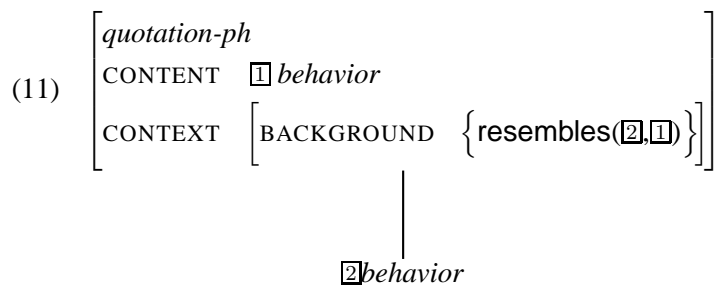 quotation-ph
(11) CONTENT 1 behavior
CONTEXT [BACKGROUND {resembles(2,1)}]
2behavior